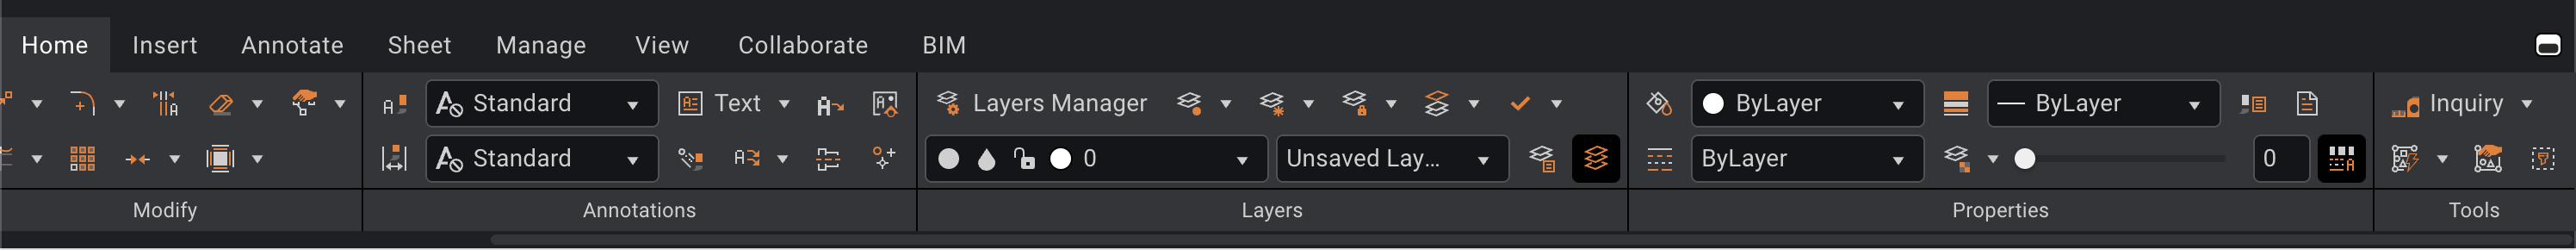 Home Insert Annotate Sheet Manage View Collaborate BIM
Standard Text Layers Manager ByLayer ByLayer Inquiry
Standard 0 Unsaved Lay... ByLayer 0
Modify Annotations Layers Properties Tools